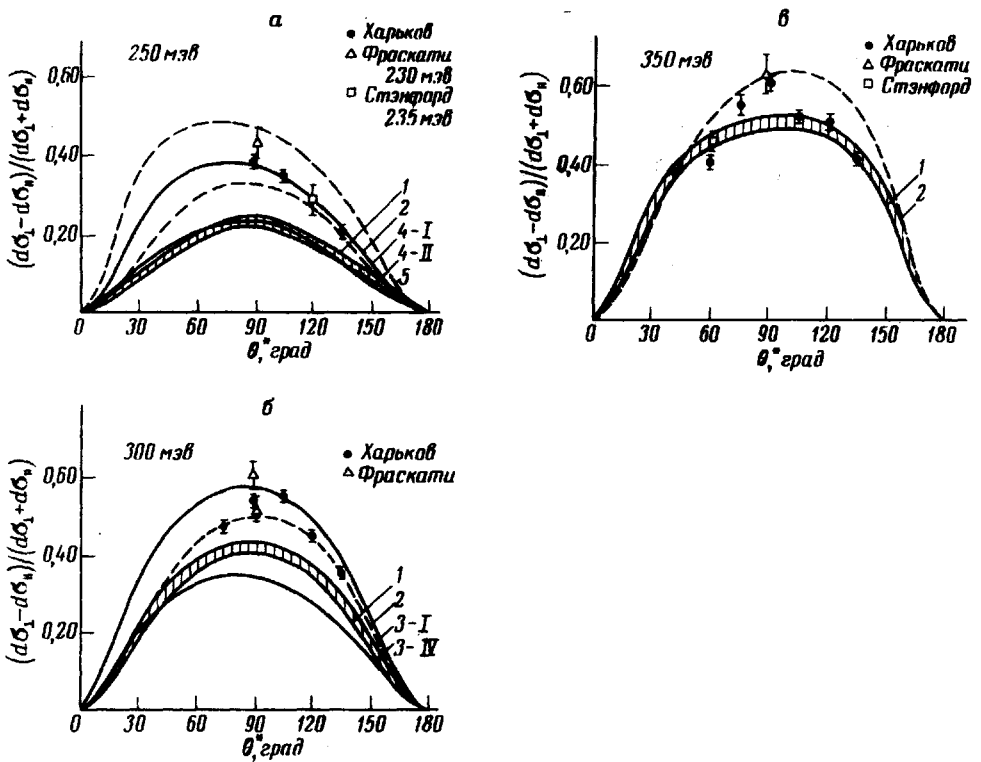 а
250 мэв
• Харьков
△ Фраскати
230 мэв
□ Стэнфорд
235 мэв
(dσ⊥ – dσ॥)/(dσ⊥ + dσ॥)
0,60
0,40
0,20
1
2
4-I
4-II
5
0 30 60 90 120 150 180
θ,* град
в
350 мэв
• Харьков
△ Фраскати
□ Стэнфорд
(dσ⊥ – dσ॥)/(dσ⊥ + dσ॥)
0,60
0,40
0,20
1
2
0 30 60 90 120 150 180
θ,* град
б
300 мэв
• Харьков
△ Фраскати
(dσ⊥ – dσ॥)/(dσ⊥ + dσ॥)
0,60
0,40
0,20
1
2
3-I
3-IV
0 30 60 90 120 150 180
θ,* град